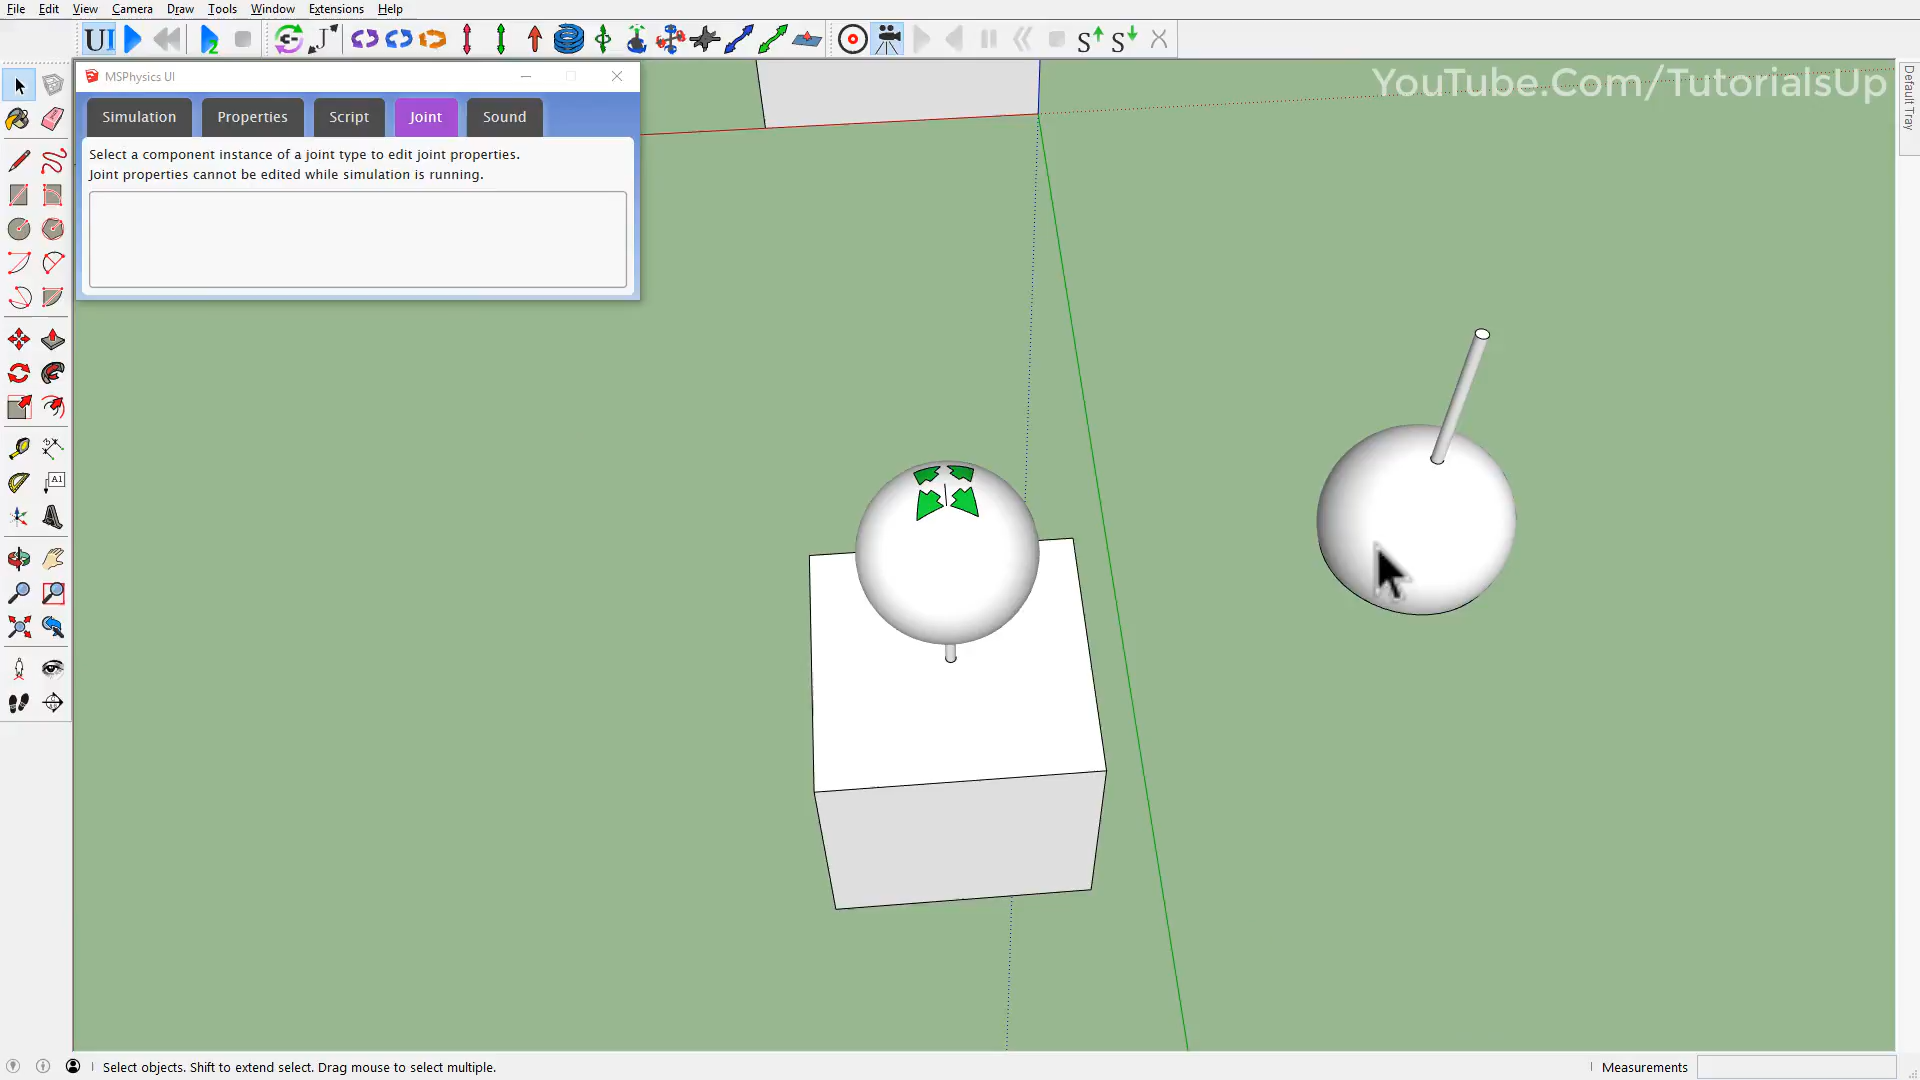 File Edit View Camera Draw Tools Window Extensions Help
UI 2 J S S
YouTube.Com/TutorialsUp
MSPhysics UI
Simulation Properties Script Joint Sound
Select a component instance of a joint type to edit joint properties.
Joint properties cannot be edited while simulation is running.
Default Tray
A1
Select objects. Shift to extend select. Drag mouse to select multiple.
Measurements